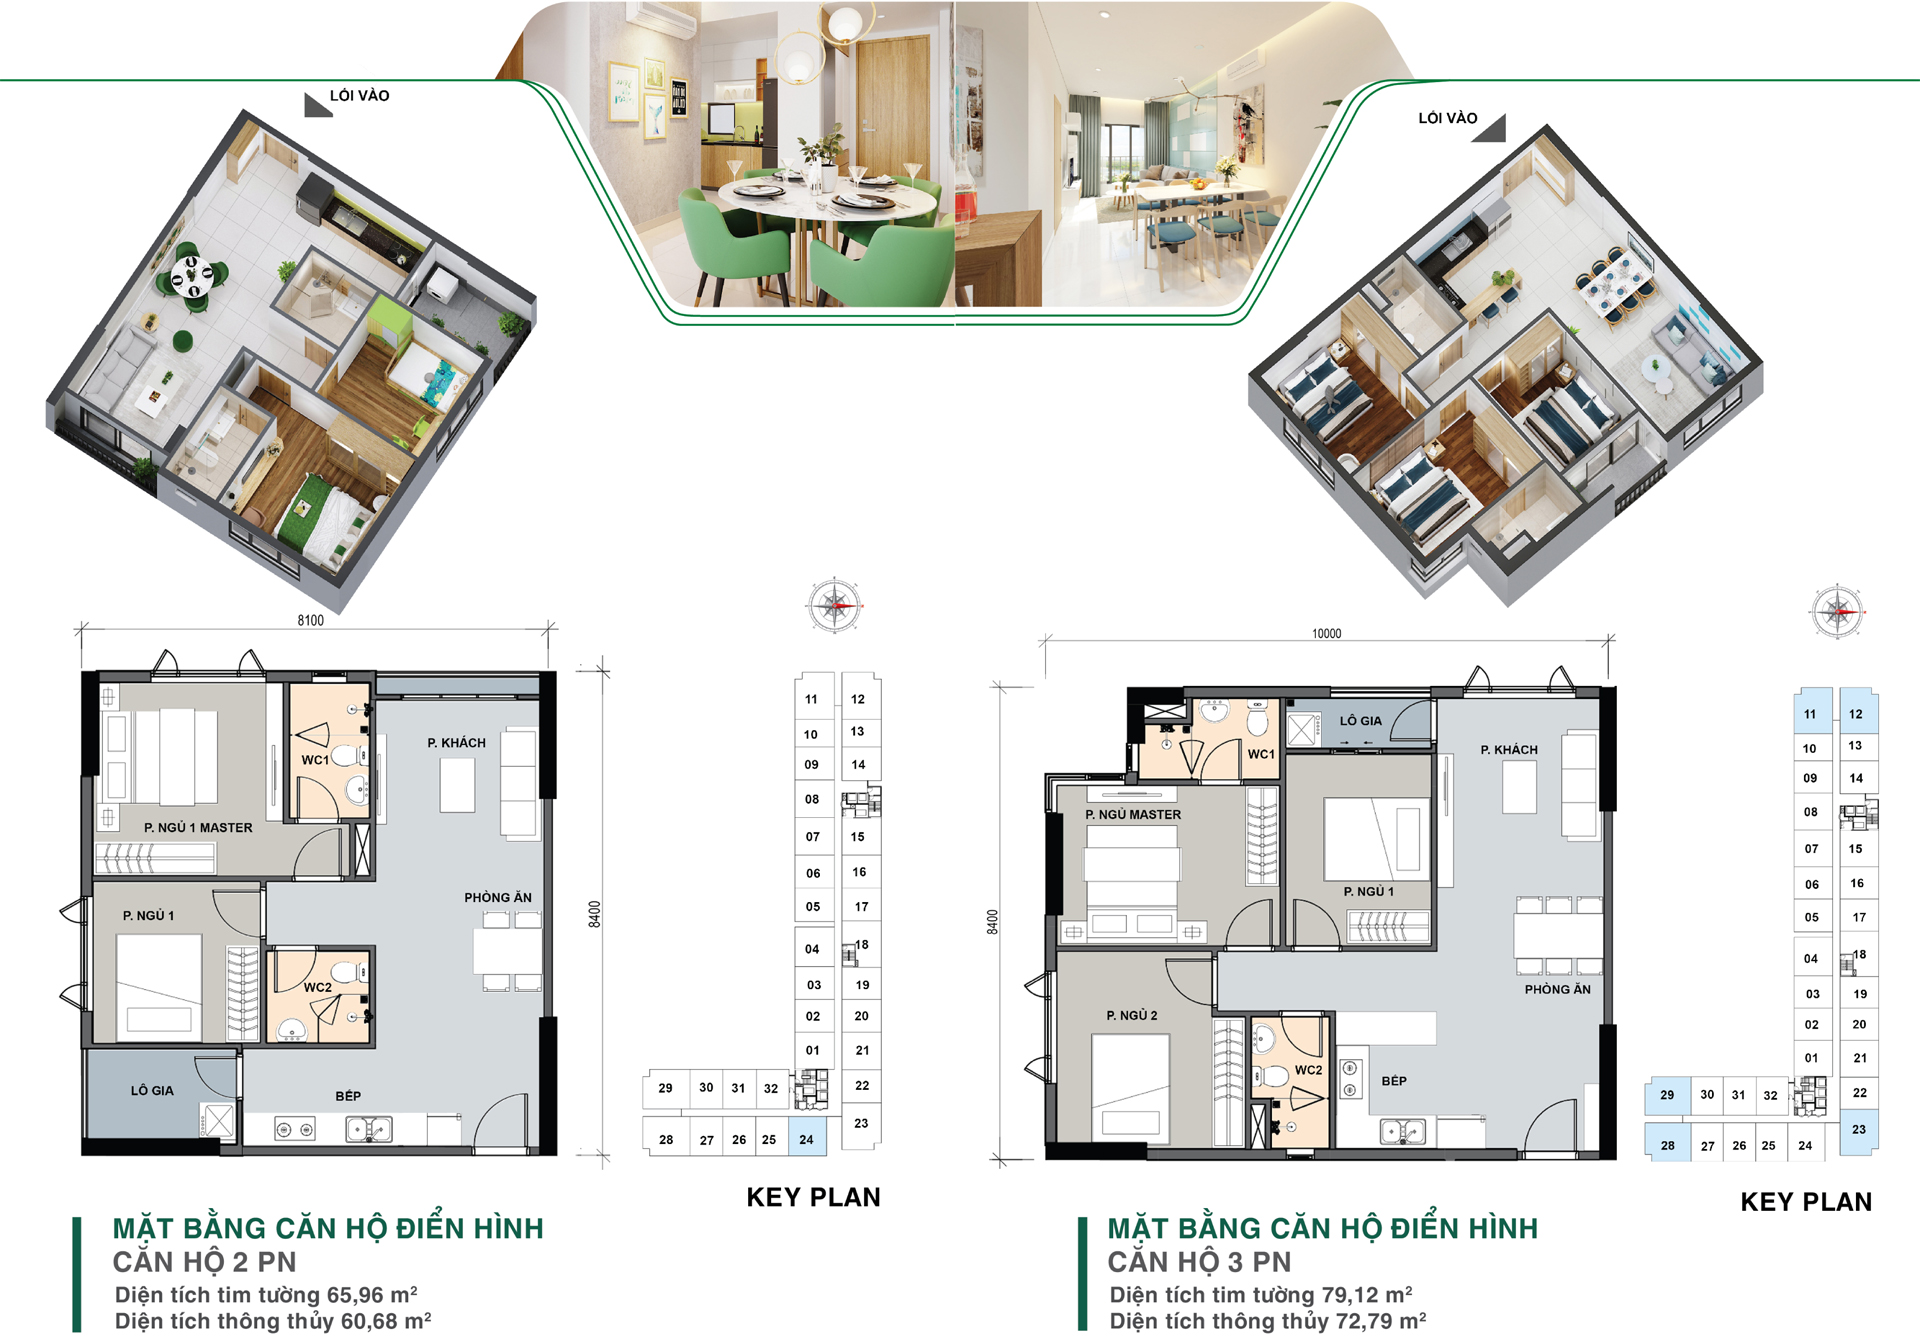 LỐI VÀO
LỐI VÀO
8100
8400
P. KHÁCH
WC1
P. NGỦ 1 MASTER
PHÒNG ĂN
P. NGỦ 1
WC2
LÔ GIA
BẾP
11 12
10 13
09 14
08
07 15
06 16
05 17
04 18
03 19
02 20
01 21
29 30 31 32 22
28 27 26 25 24 23
KEY PLAN
MẶT BẰNG CĂN HỘ ĐIỂN HÌNH
CĂN HỘ 2 PN
Diện tích tim tường 65,96 m²
Diện tích thông thủy 60,68 m²
10000
8400
LÔ GIA
P. KHÁCH
WC1
P. NGỦ MASTER
P. NGỦ 1
PHÒNG ĂN
P. NGỦ 2
WC2
BẾP
11 12
10 13
09 14
08
07 15
06 16
05 17
04 18
03 19
02 20
01 21
29 30 31 32 22
28 27 26 25 24 23
KEY PLAN
MẶT BẰNG CĂN HỘ ĐIỂN HÌNH
CĂN HỘ 3 PN
Diện tích tim tường 79,12 m²
Diện tích thông thủy 72,79 m²